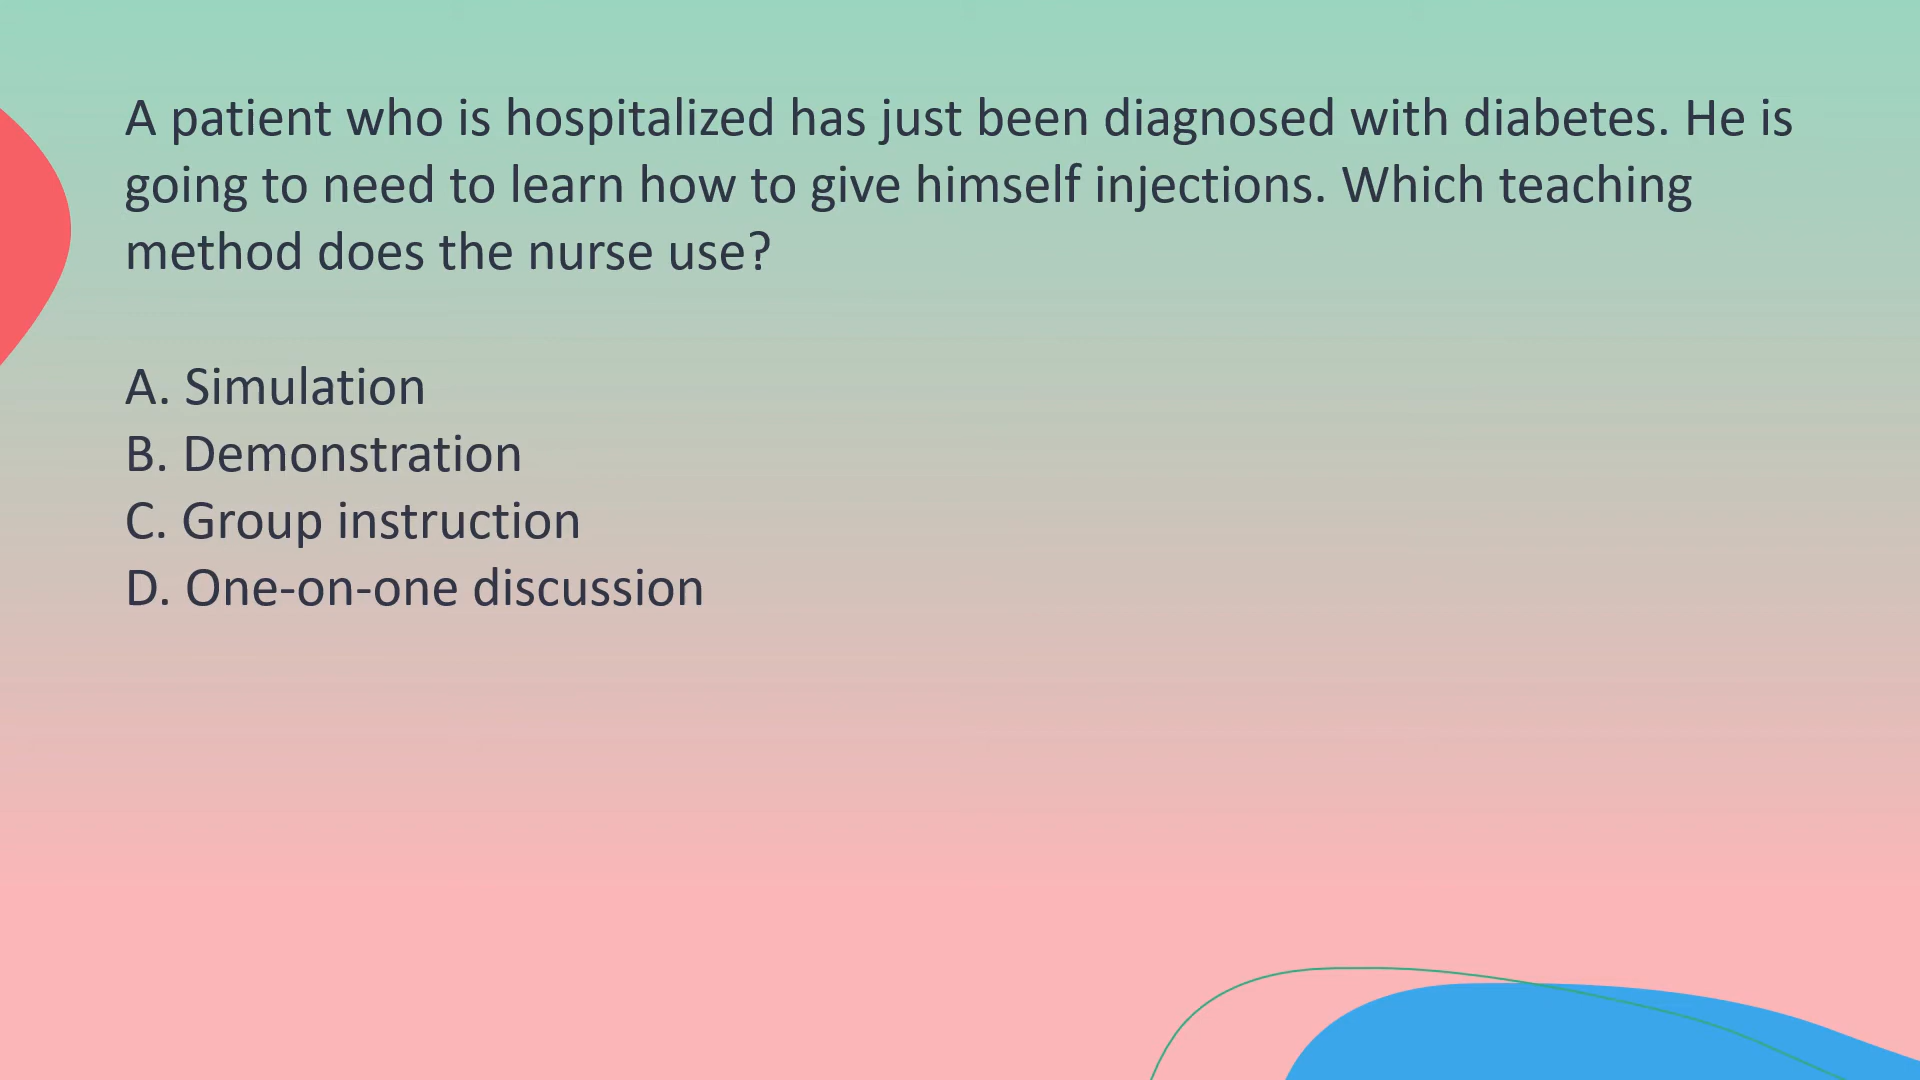 A patient who is hospitalized has just been diagnosed with diabetes. He is
going to need to learn how to give himself injections. Which teaching
method does the nurse use?
A. Simulation
B. Demonstration
C. Group instruction
D. One-on-one discussion